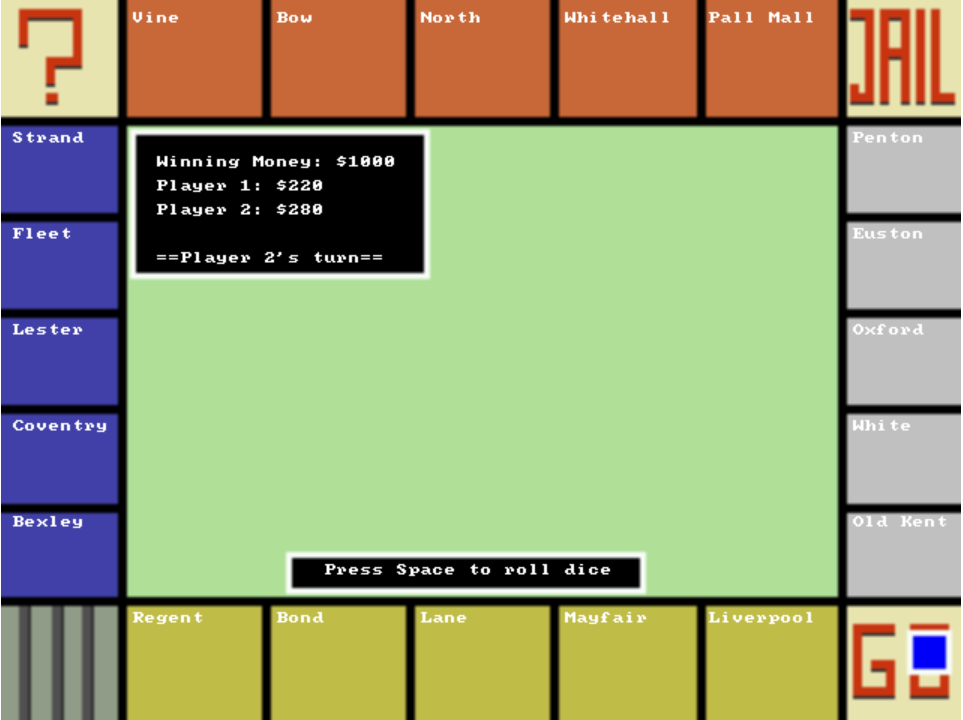 ?
Vine
Bow
North
Whitehall
Pall Mall
JAIL
Strand
Penton
Winning Money: $1000
Player 1: $220
Player 2: $280
==Player 2's turn==
Fleet
Euston
Lester
Oxford
Coventry
White
Bexley
Old Kent
Press Space to roll dice
Regent
Bond
Lane
Mayfair
Liverpool
GO